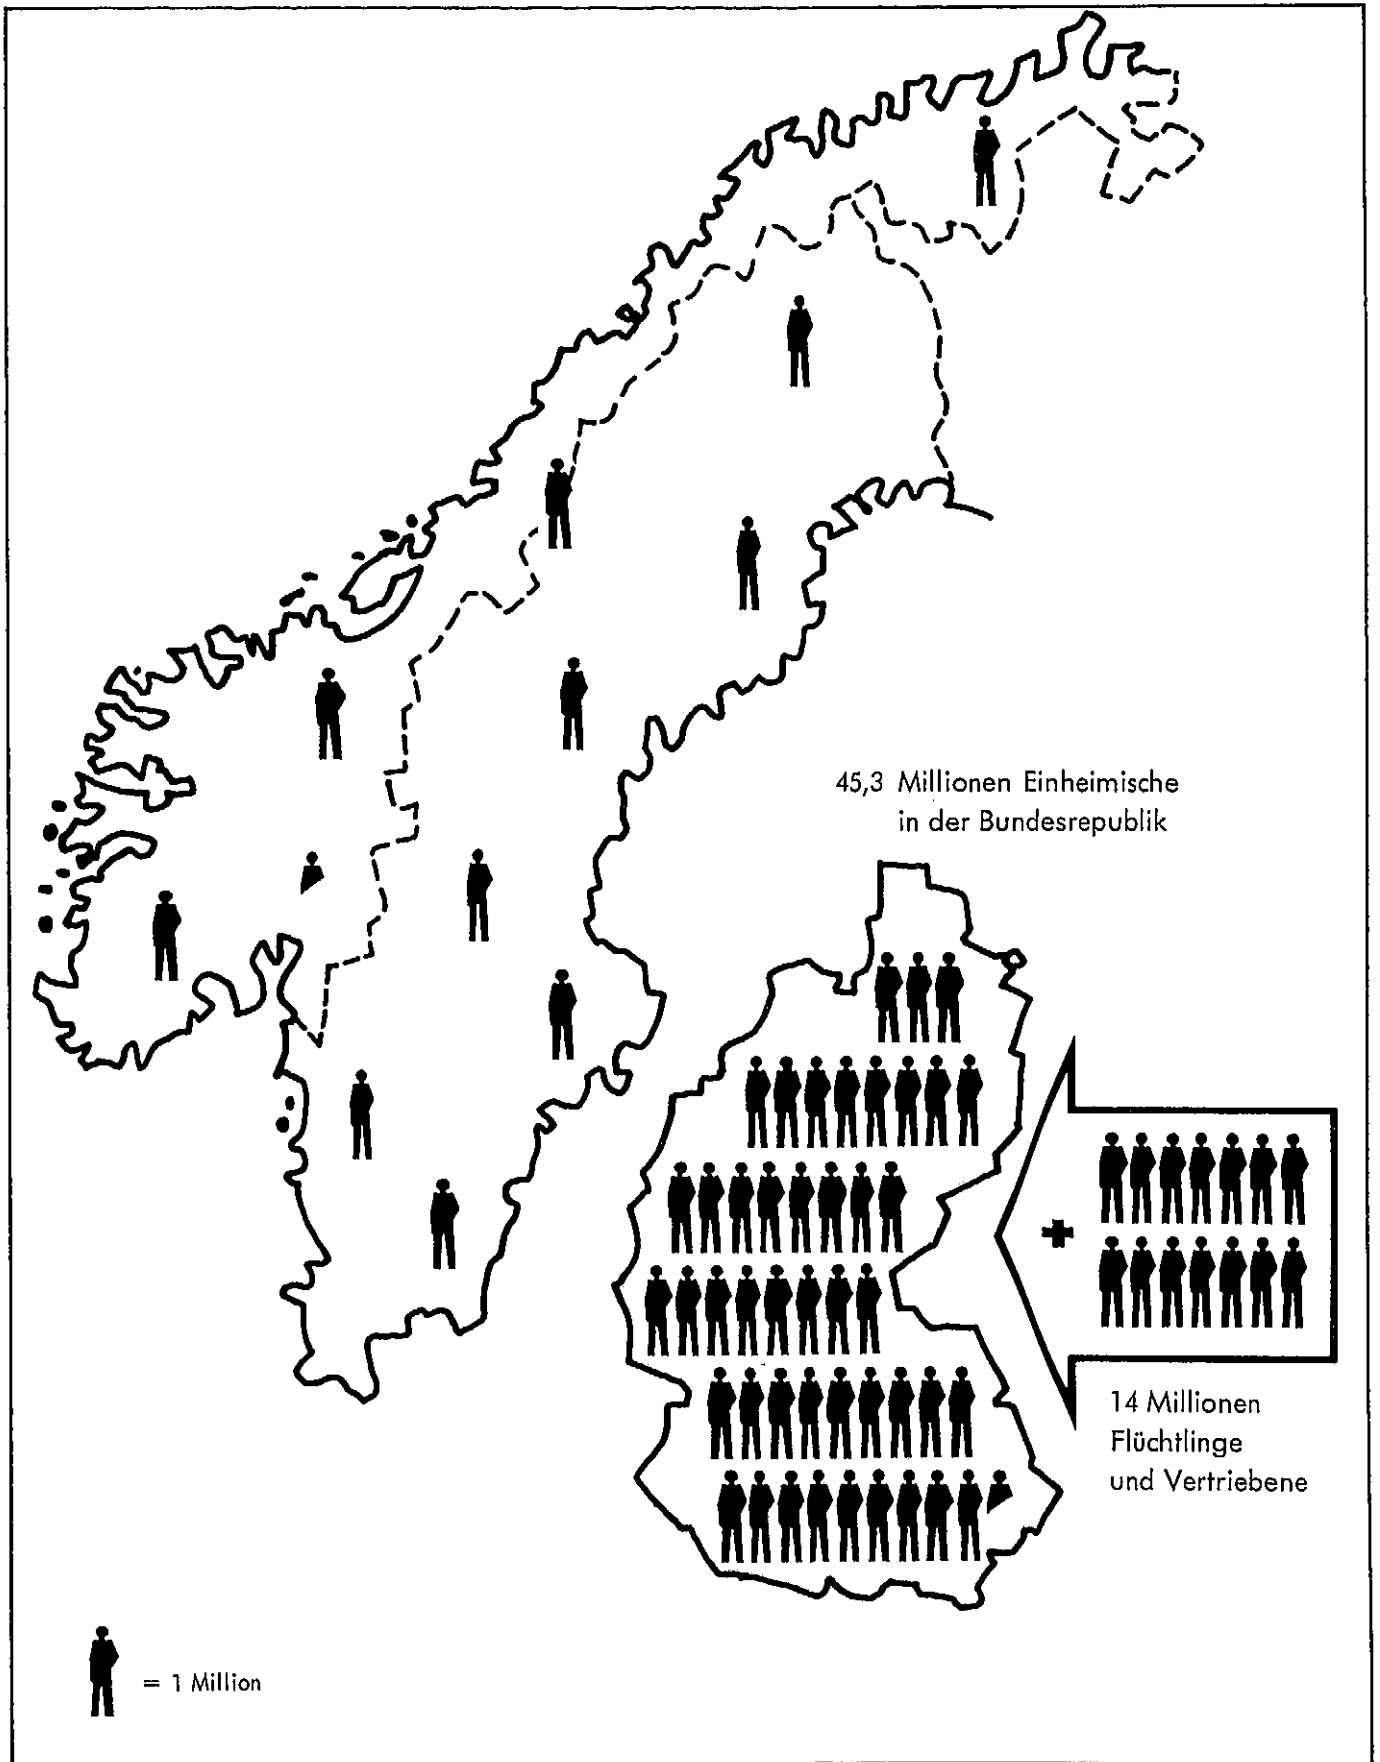 45,3 Millionen Einheimische
in der Bundesrepublik
+
14 Millionen
Flüchtlinge
und Vertriebene
= 1 Million